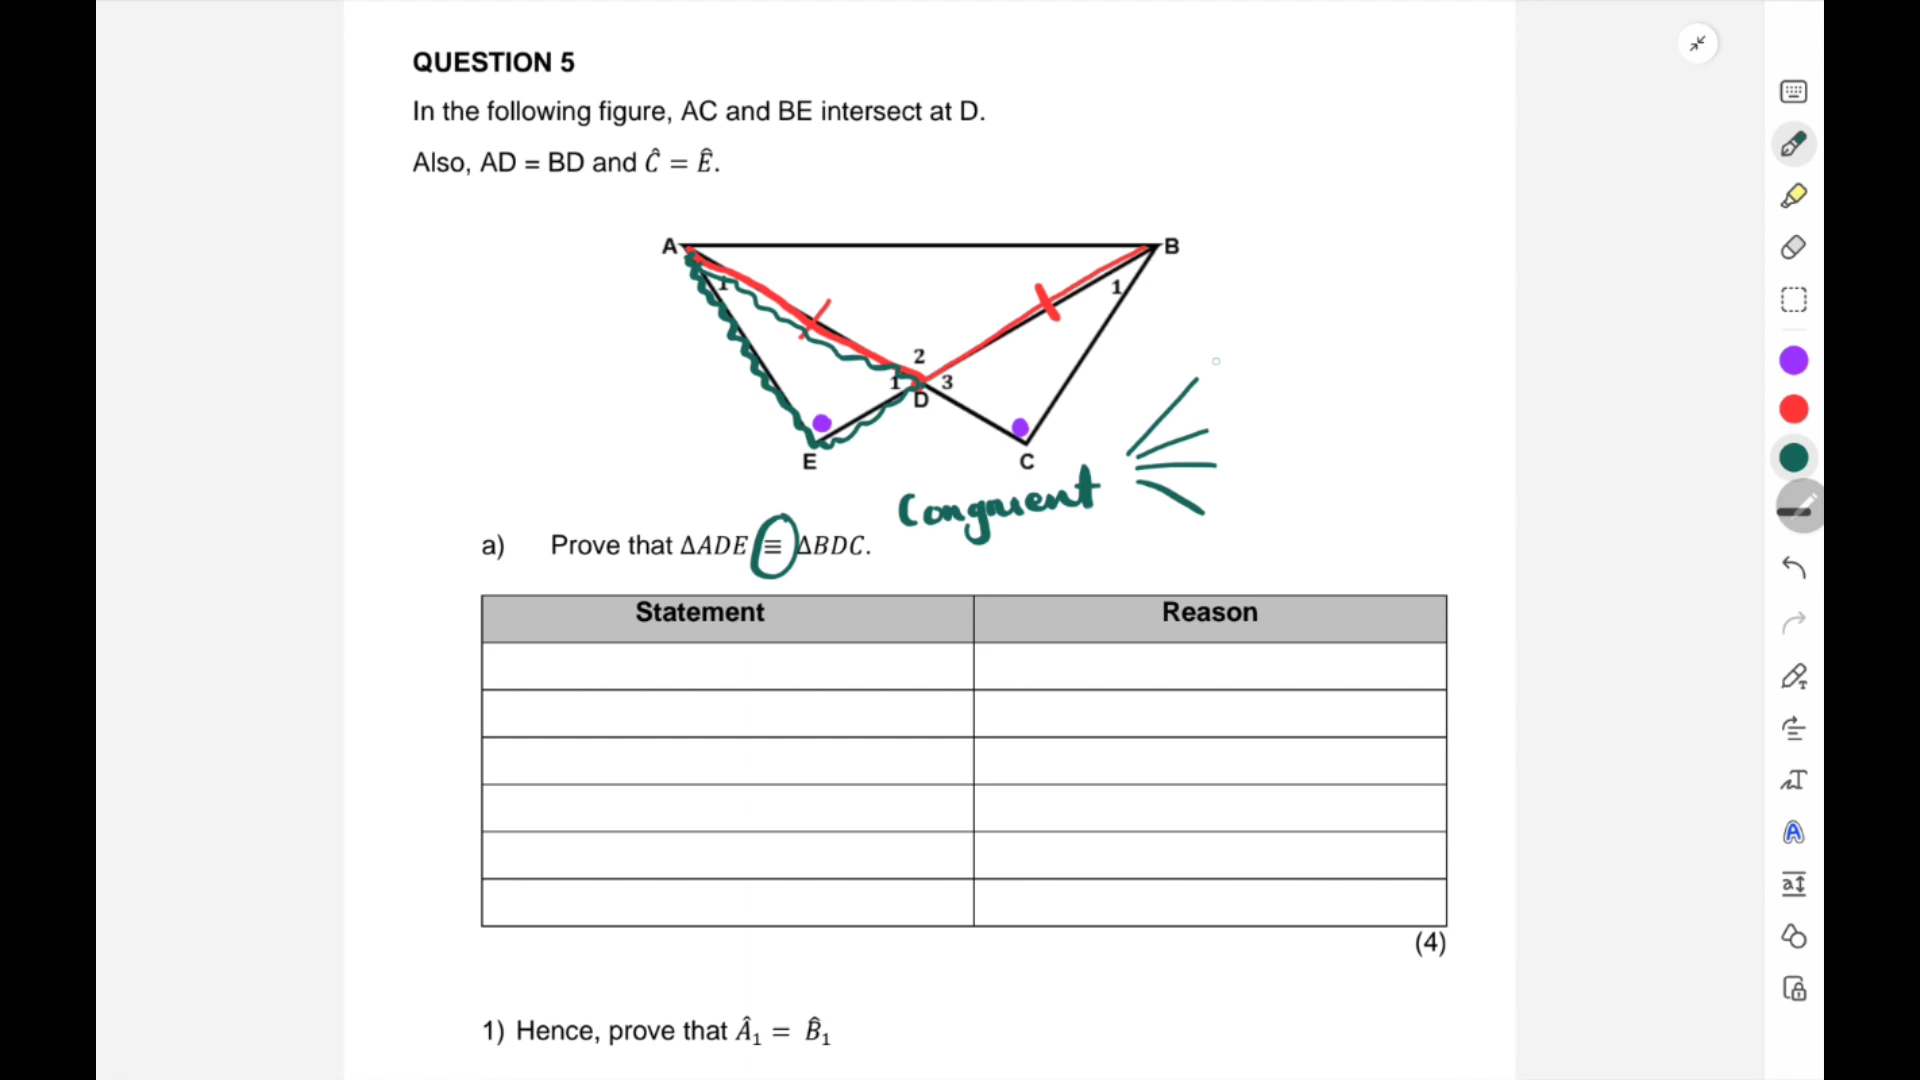 QUESTION 5
In the following figure, AC and BE intersect at D.
Also, AD = BD and Ĉ = Ê.
A
B
1
1
2
1
3
D
E
C
Congruent
a) Prove that ΔADE ≡ ΔBDC.
Statement
Reason
(4)
1) Hence, prove that Â₁ = B̂₁